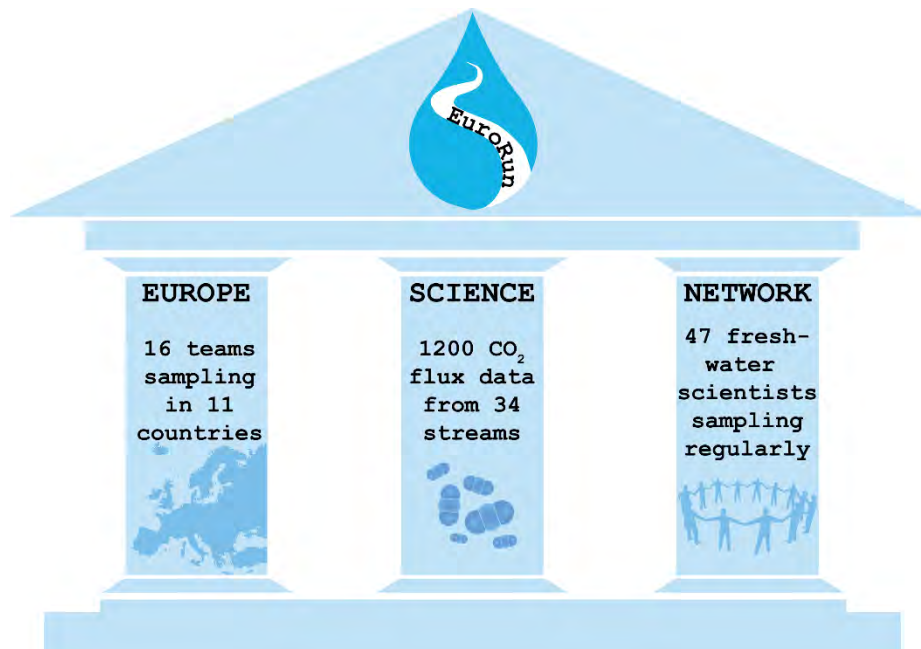 EuroRun
EUROPE
16 teams
sampling
in 11
countries
SCIENCE
1200 CO₂
flux data
from 34
streams
NETWORK
47 fresh-
water
scientists
sampling
regularly